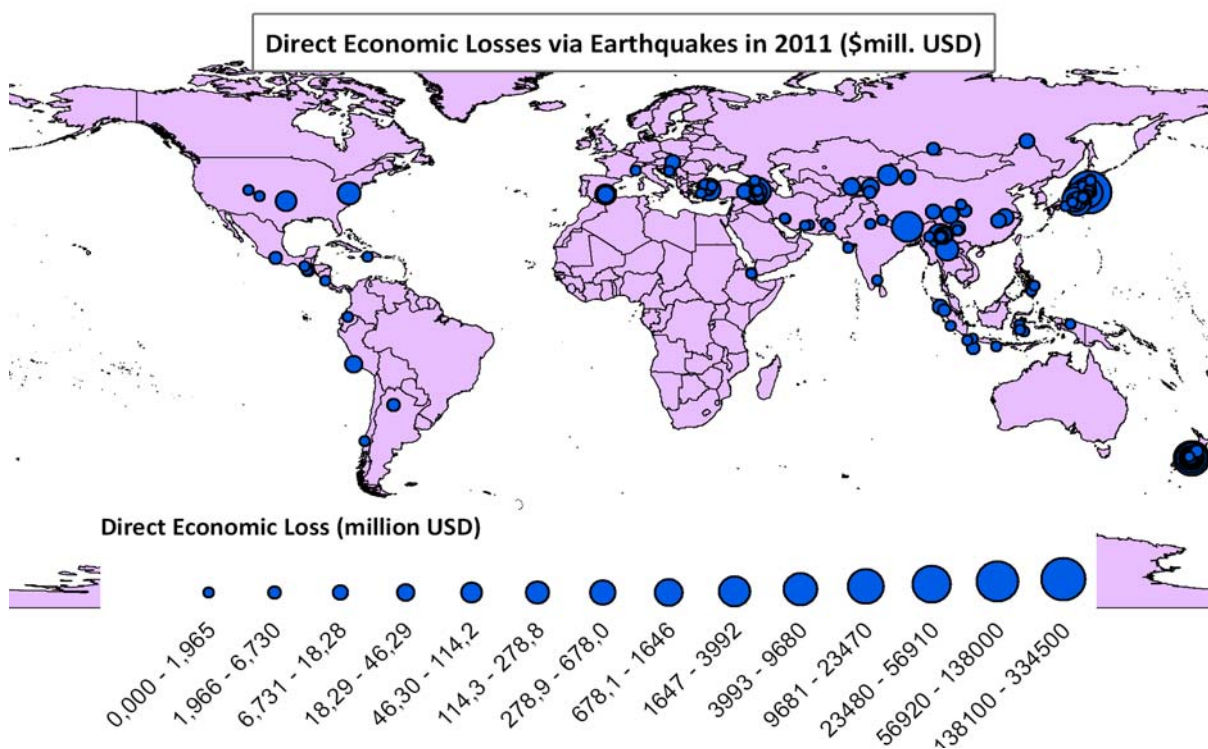 Direct Economic Losses via Earthquakes in 2011 ($mill. USD)
Direct Economic Loss (million USD)
0,000 - 1,965
1,966 - 6,730
6,731 - 18,28
18,29 - 46,29
46,30 - 114,2
114,3 - 278,8
278,9 - 678,0
678,1 - 1646
1647 - 3992
3993 - 9680
9681 - 23470
23480 - 56910
56920 - 138000
138100 - 334500